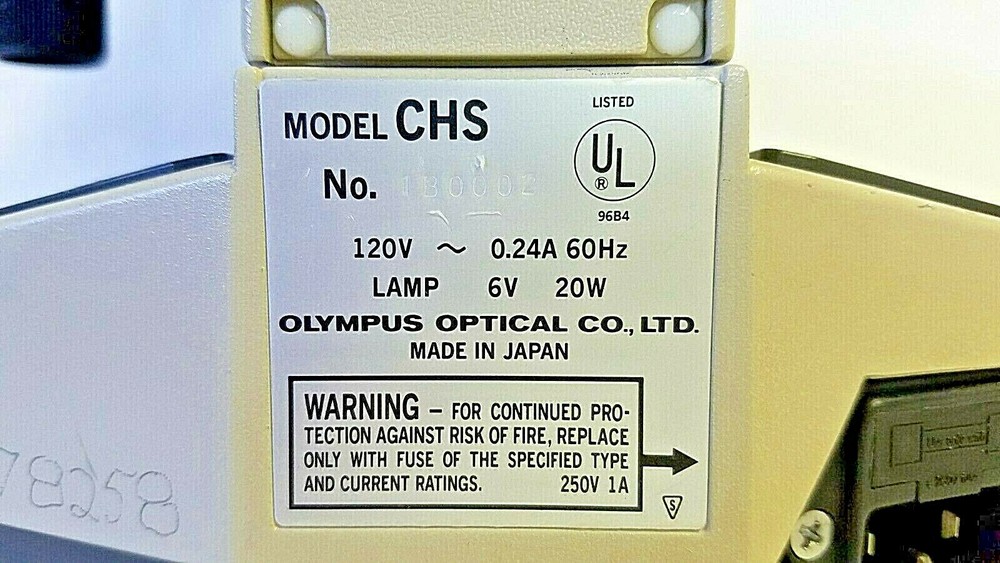 MODEL CHS
LISTED
UL
®
96B4
No.
120V ~ 0.24A 60Hz
LAMP 6V 20W
OLYMPUS OPTICAL CO., LTD.
MADE IN JAPAN
WARNING – FOR CONTINUED PRO-
TECTION AGAINST RISK OF FIRE, REPLACE
ONLY WITH FUSE OF THE SPECIFIED TYPE
AND CURRENT RATINGS. 250V 1A
S
78258